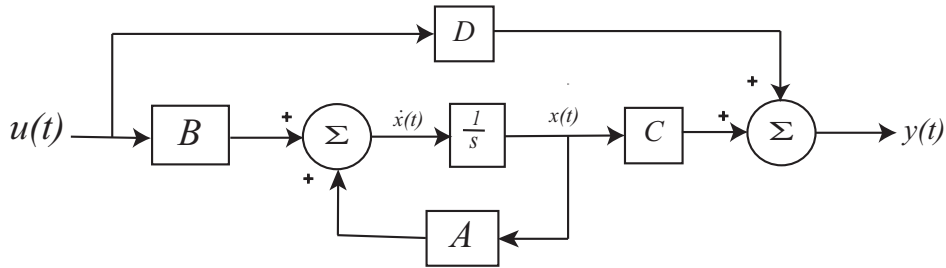 D
+
u(t) B + Σ ẋ(t) 1/s x(t) C + Σ y(t)
+
A